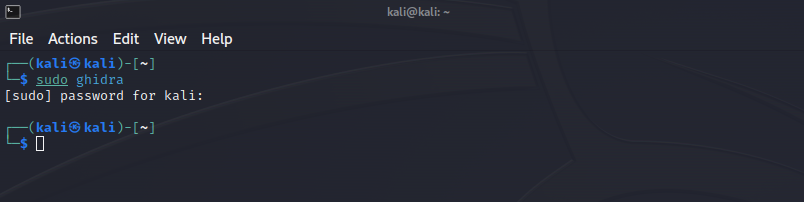 kali@kali: ~
File Actions Edit View Help
┌──(kali㉿kali)-[~]
└─$ sudo ghidra
[sudo] password for kali:
┌──(kali㉿kali)-[~]
└─$